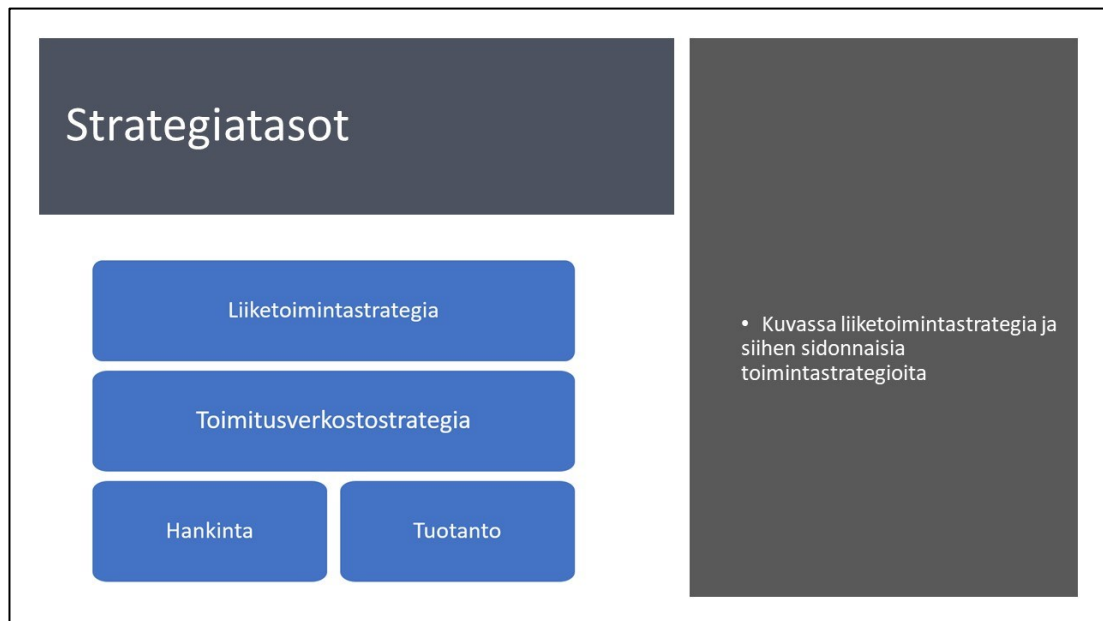 Strategiatasot
Liiketoimintastrategia
Toimitusverkostostrategia
Hankinta
Tuotanto
• Kuvassa liiketoimintastrategia ja
siihen sidonnaisia
toimintastrategioita